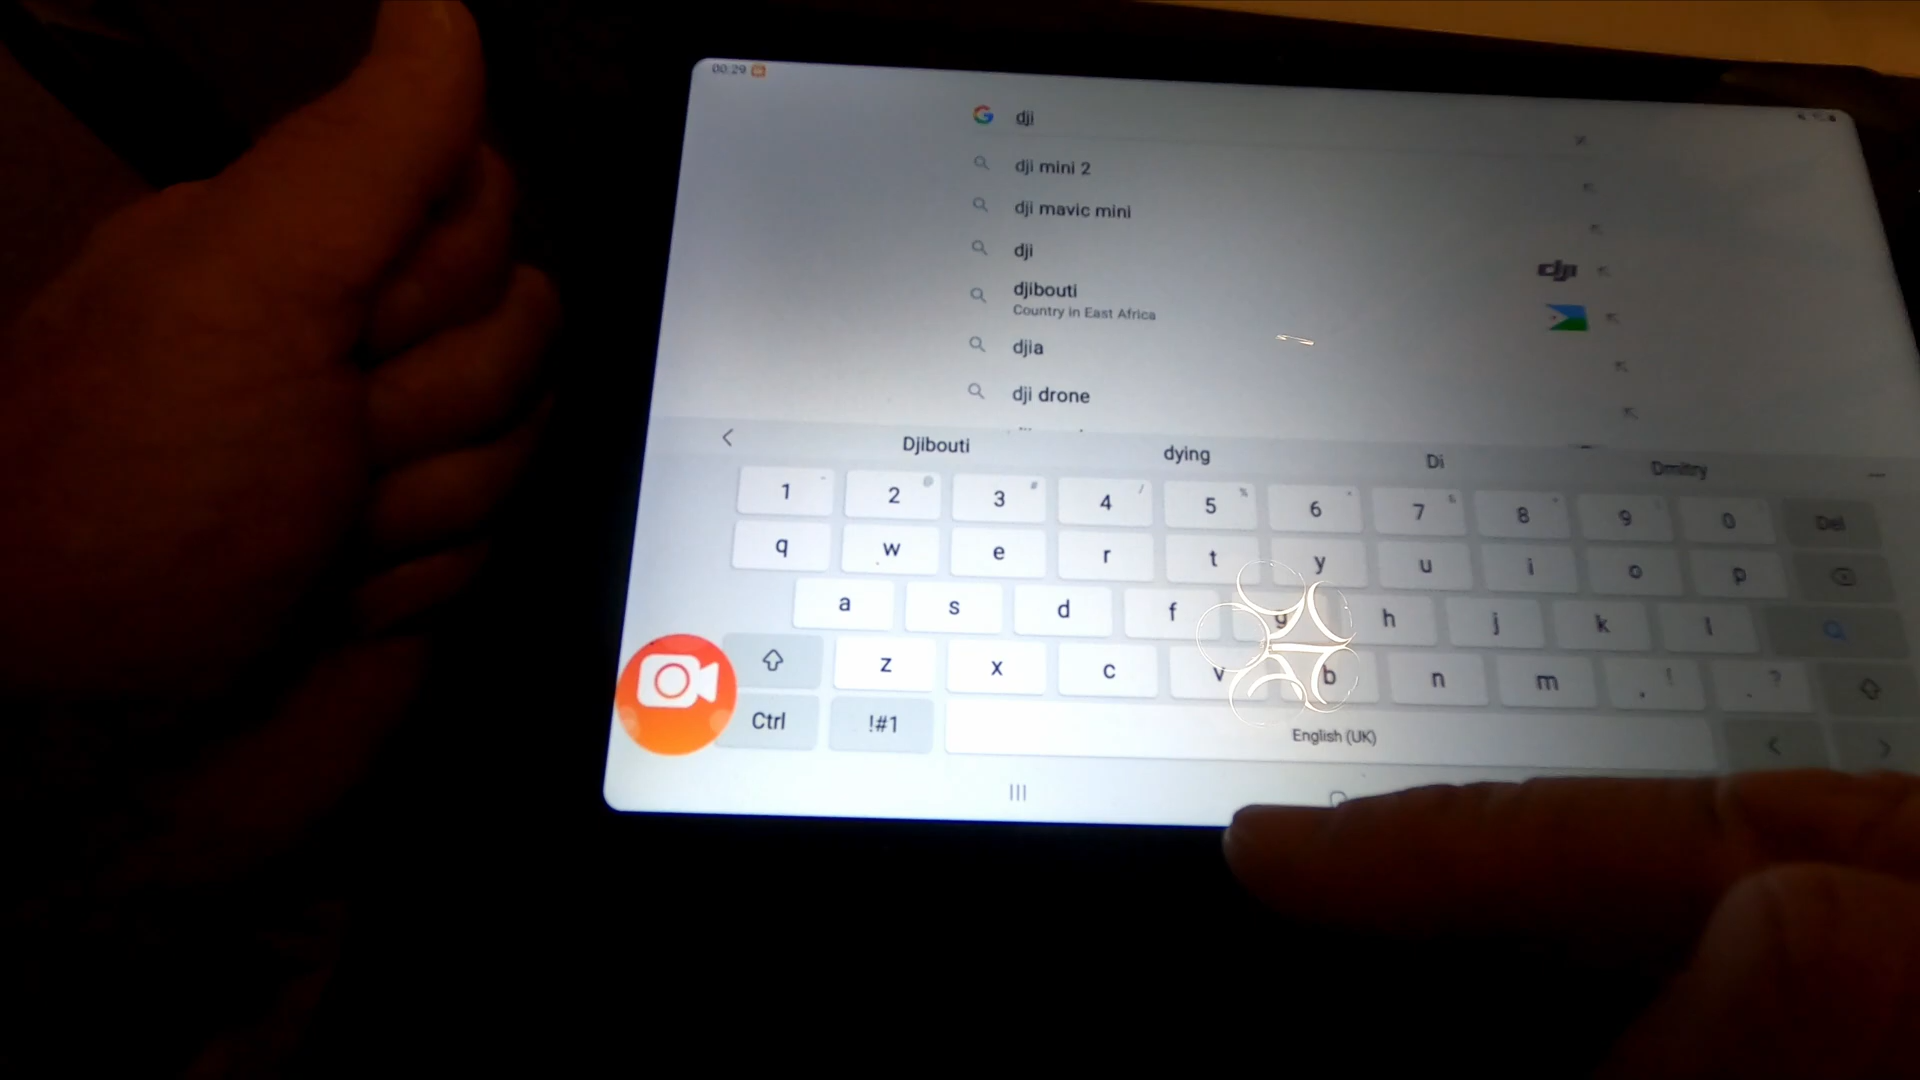 00:29
dji
dji mini 2
dji mavic mini
dji
dji
djibouti
Country in East Africa
djia
dji drone
Djibouti dying Di Dmitry
1 2 3 4 5 6 7 8 9 0 Del
q w e r t y u i o p
a s d f g h j k l
z x c v b n m , ! . ?
Ctrl !#1 English (UK)